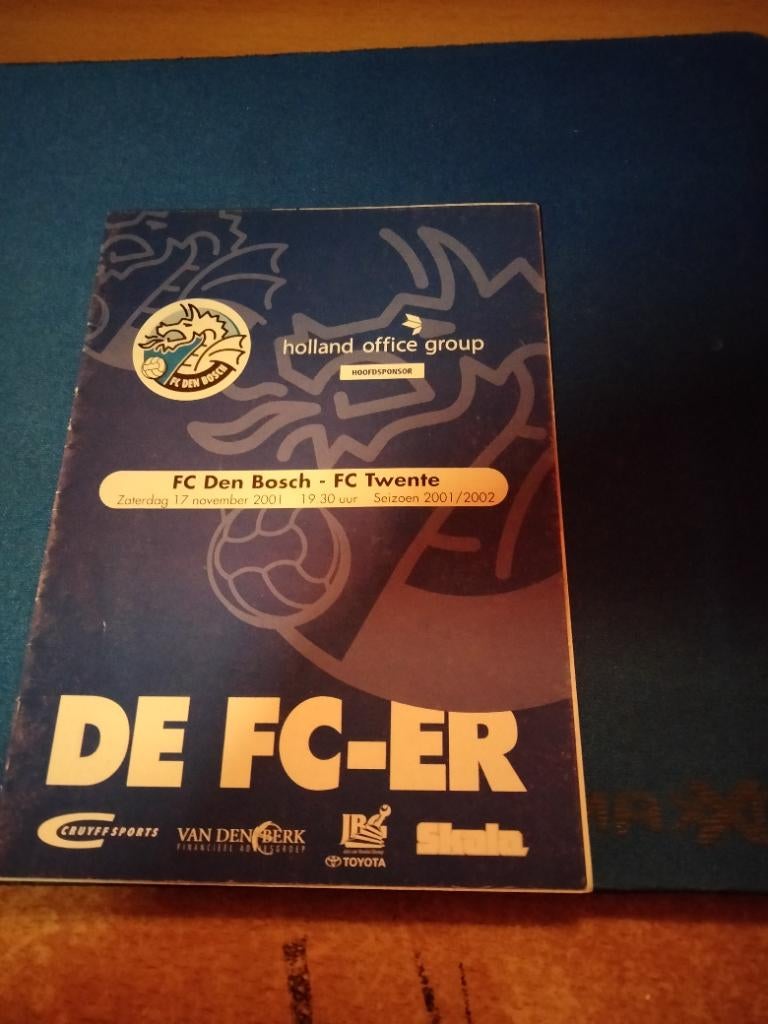 FC DEN BOSCH
holland office group
HOOFDSPONSOR
FC Den Bosch - FC Twente
Zaterdag 17 november 2001 19.30 uur Seizoen 2001/2002
DE FC-ER
CRUYFF SPORTS
VAN DEN BERK
FINANCIEEL ADVIESGROEP
TOYOTA
Skala